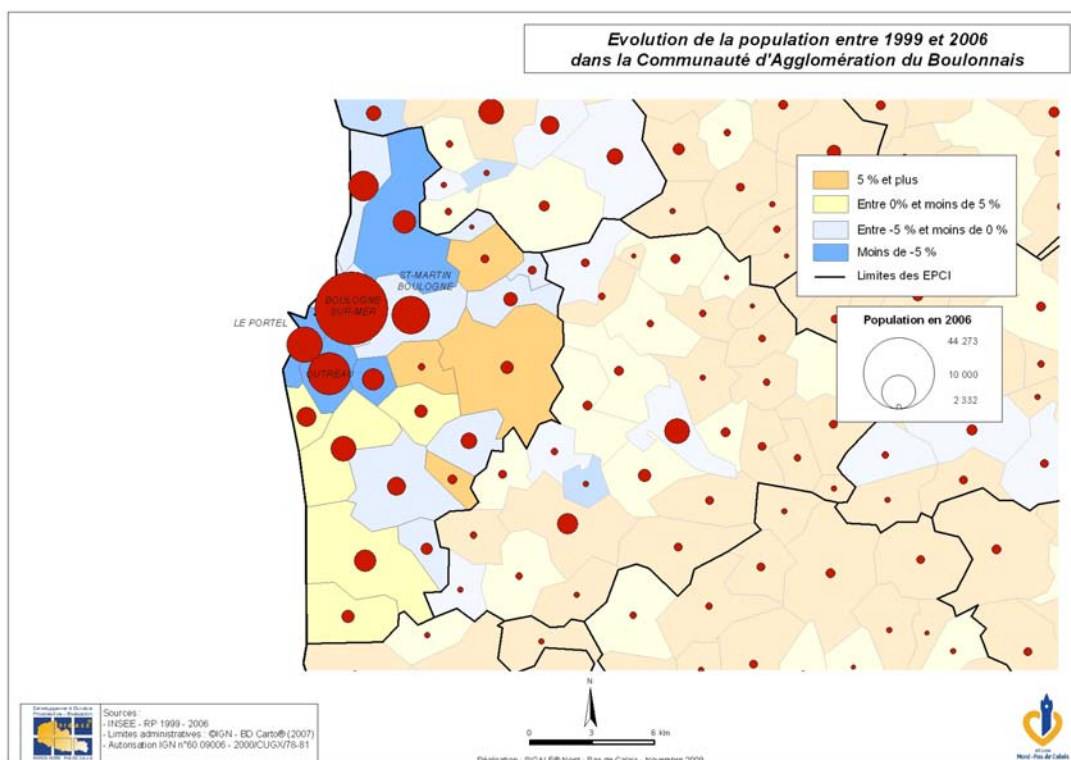 Evolution de la population entre 1999 et 2006
dans la Communauté d'Agglomération du Boulonnais
5 % et plus
Entre 0% et moins de 5 %
Entre -5 % et moins de 0 %
Moins de -5 %
Limites des EPCI
Population en 2006
44 273
10 000
2 332
ST-MARTIN
BOULOGNE
BOULOGNE
SUR-MER
LE PORTEL
OUTREAU
N
0 3 6 km
Sources :
- INSEE - RP 1999 - 2006
- Limites administratives : ©IGN - BD Carto® (2007)
- Autorisation IGN n°60.09006 - 2000/CUGX/78-81
Nord-Pas de Calais